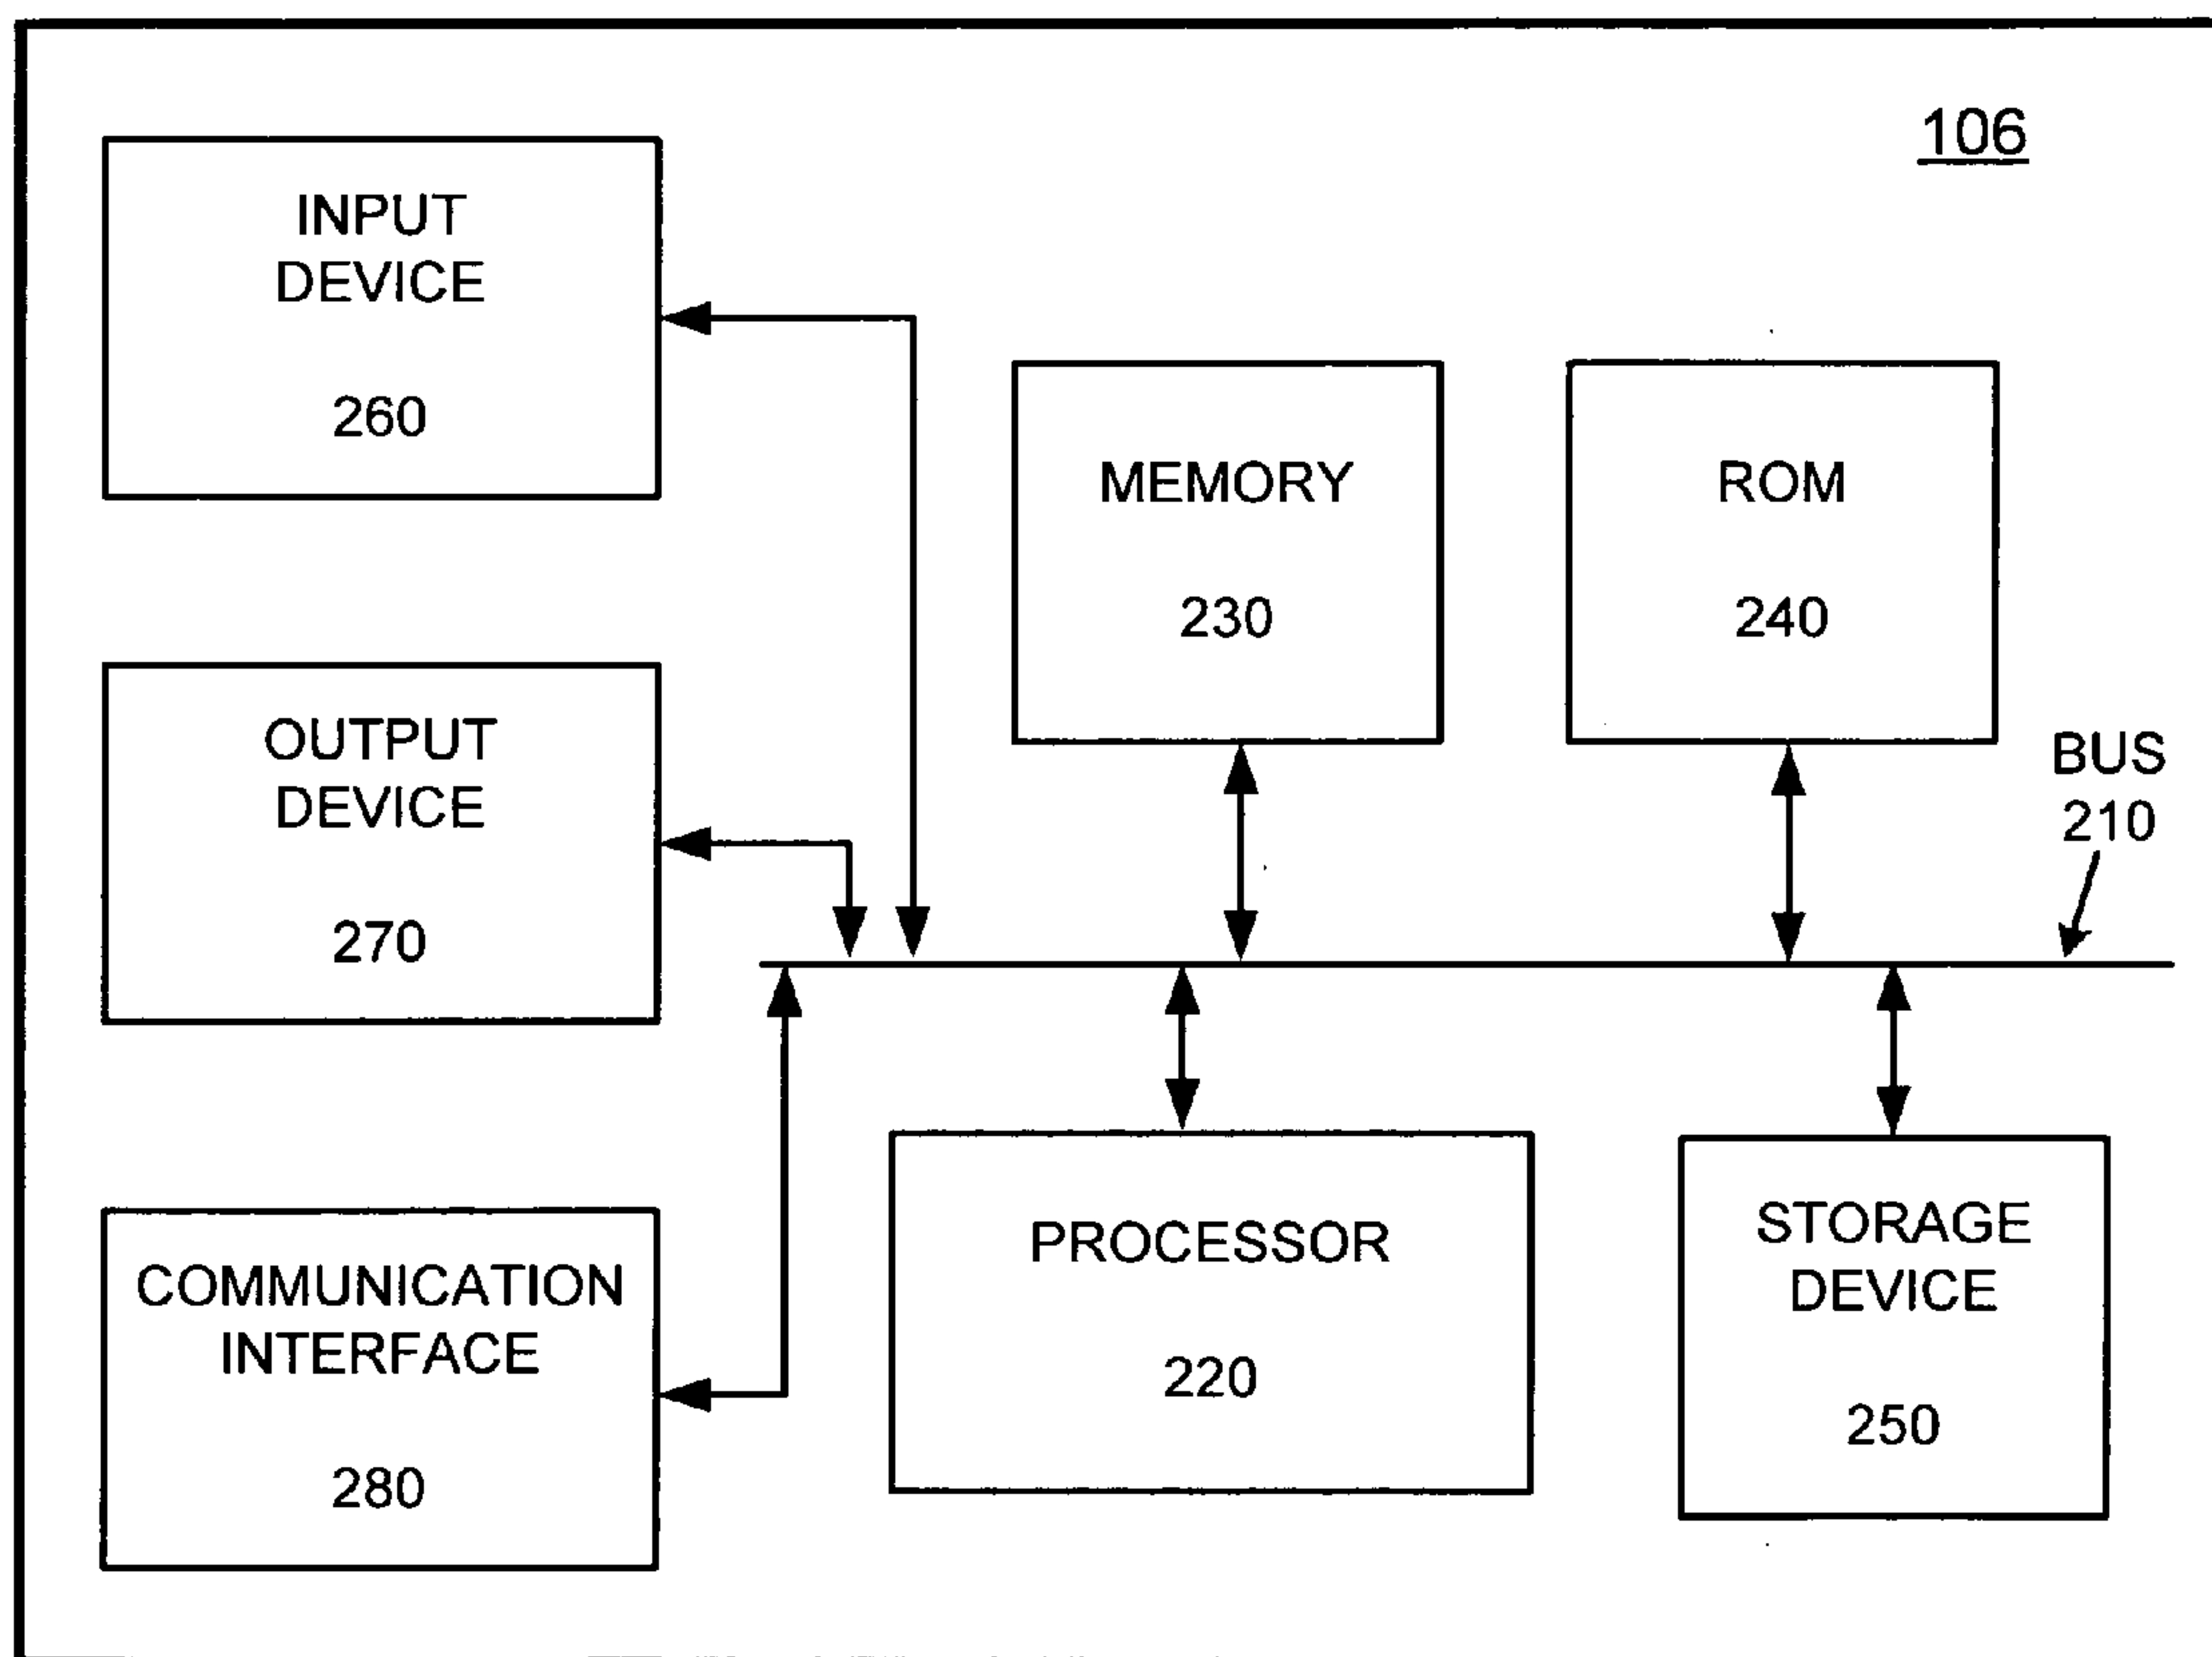 106
INPUT
DEVICE
260
MEMORY
230
ROM
240
OUTPUT
DEVICE
270
BUS
210
COMMUNICATION
INTERFACE
280
PROCESSOR
220
STORAGE
DEVICE
250